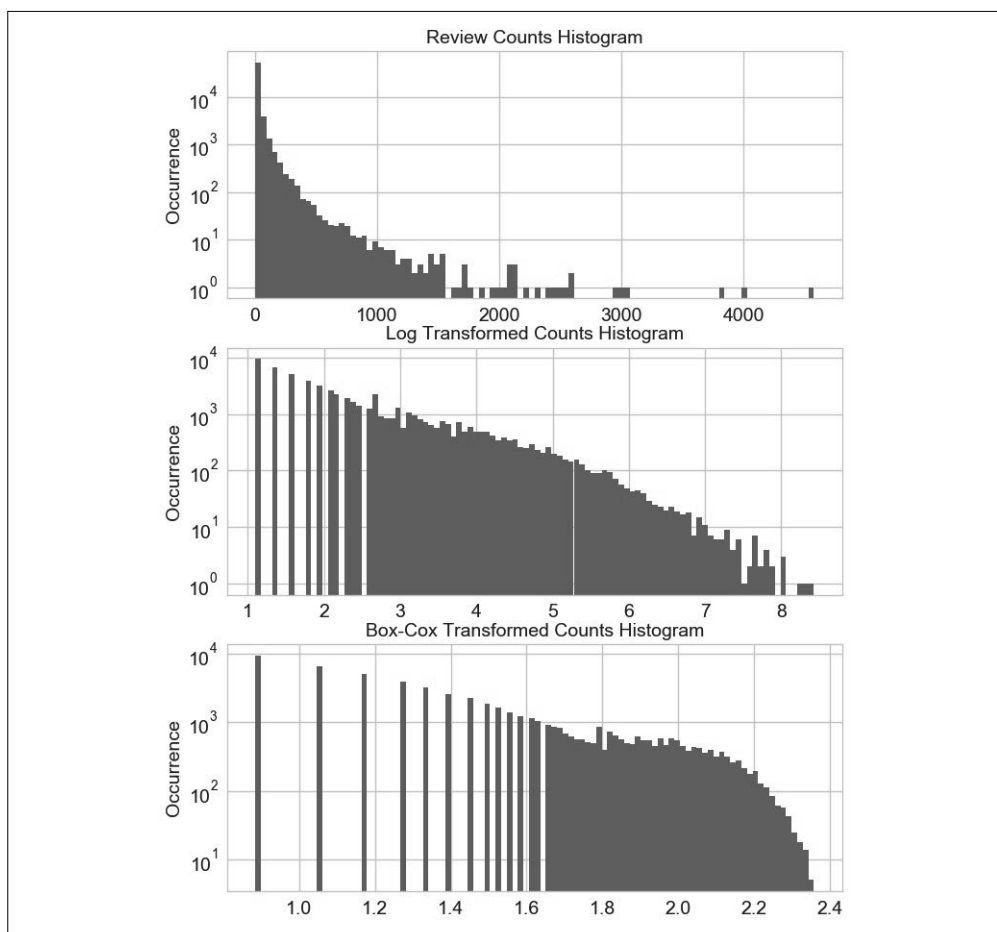 Review Counts Histogram
10^4
10^3
10^2
10^1
10^0
Occurrence
0 1000 2000 3000 4000
Log Transformed Counts Histogram
10^4
10^3
10^2
10^1
10^0
Occurrence
1 2 3 4 5 6 7 8
Box-Cox Transformed Counts Histogram
10^4
10^3
10^2
10^1
Occurrence
1.0 1.2 1.4 1.6 1.8 2.0 2.2 2.4